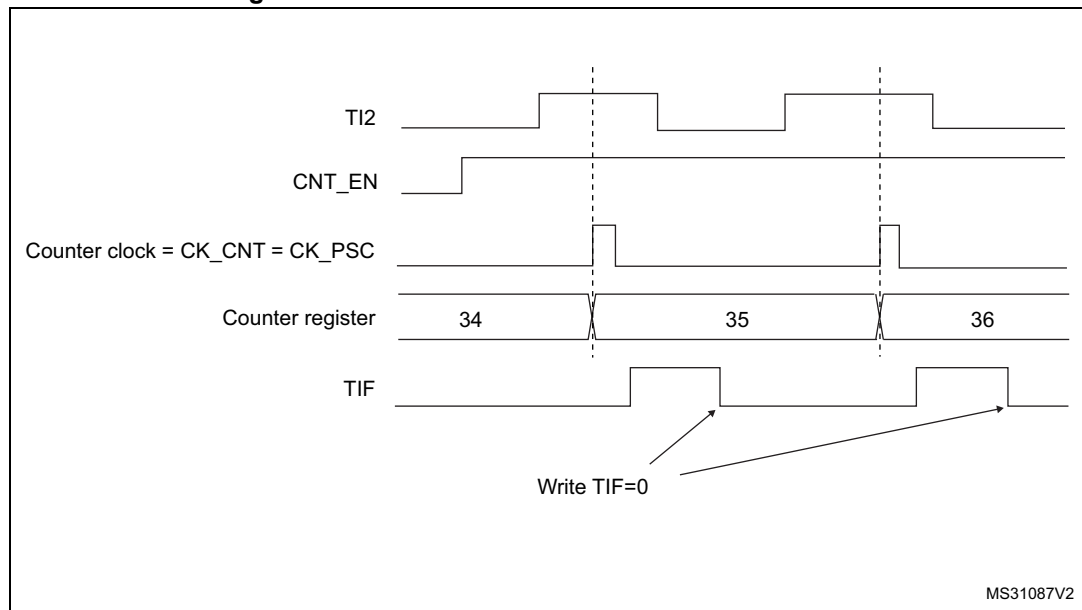 TI2
CNT_EN
Counter clock = CK_CNT = CK_PSC
Counter register 34 35 36
TIF
Write TIF=0
MS31087V2